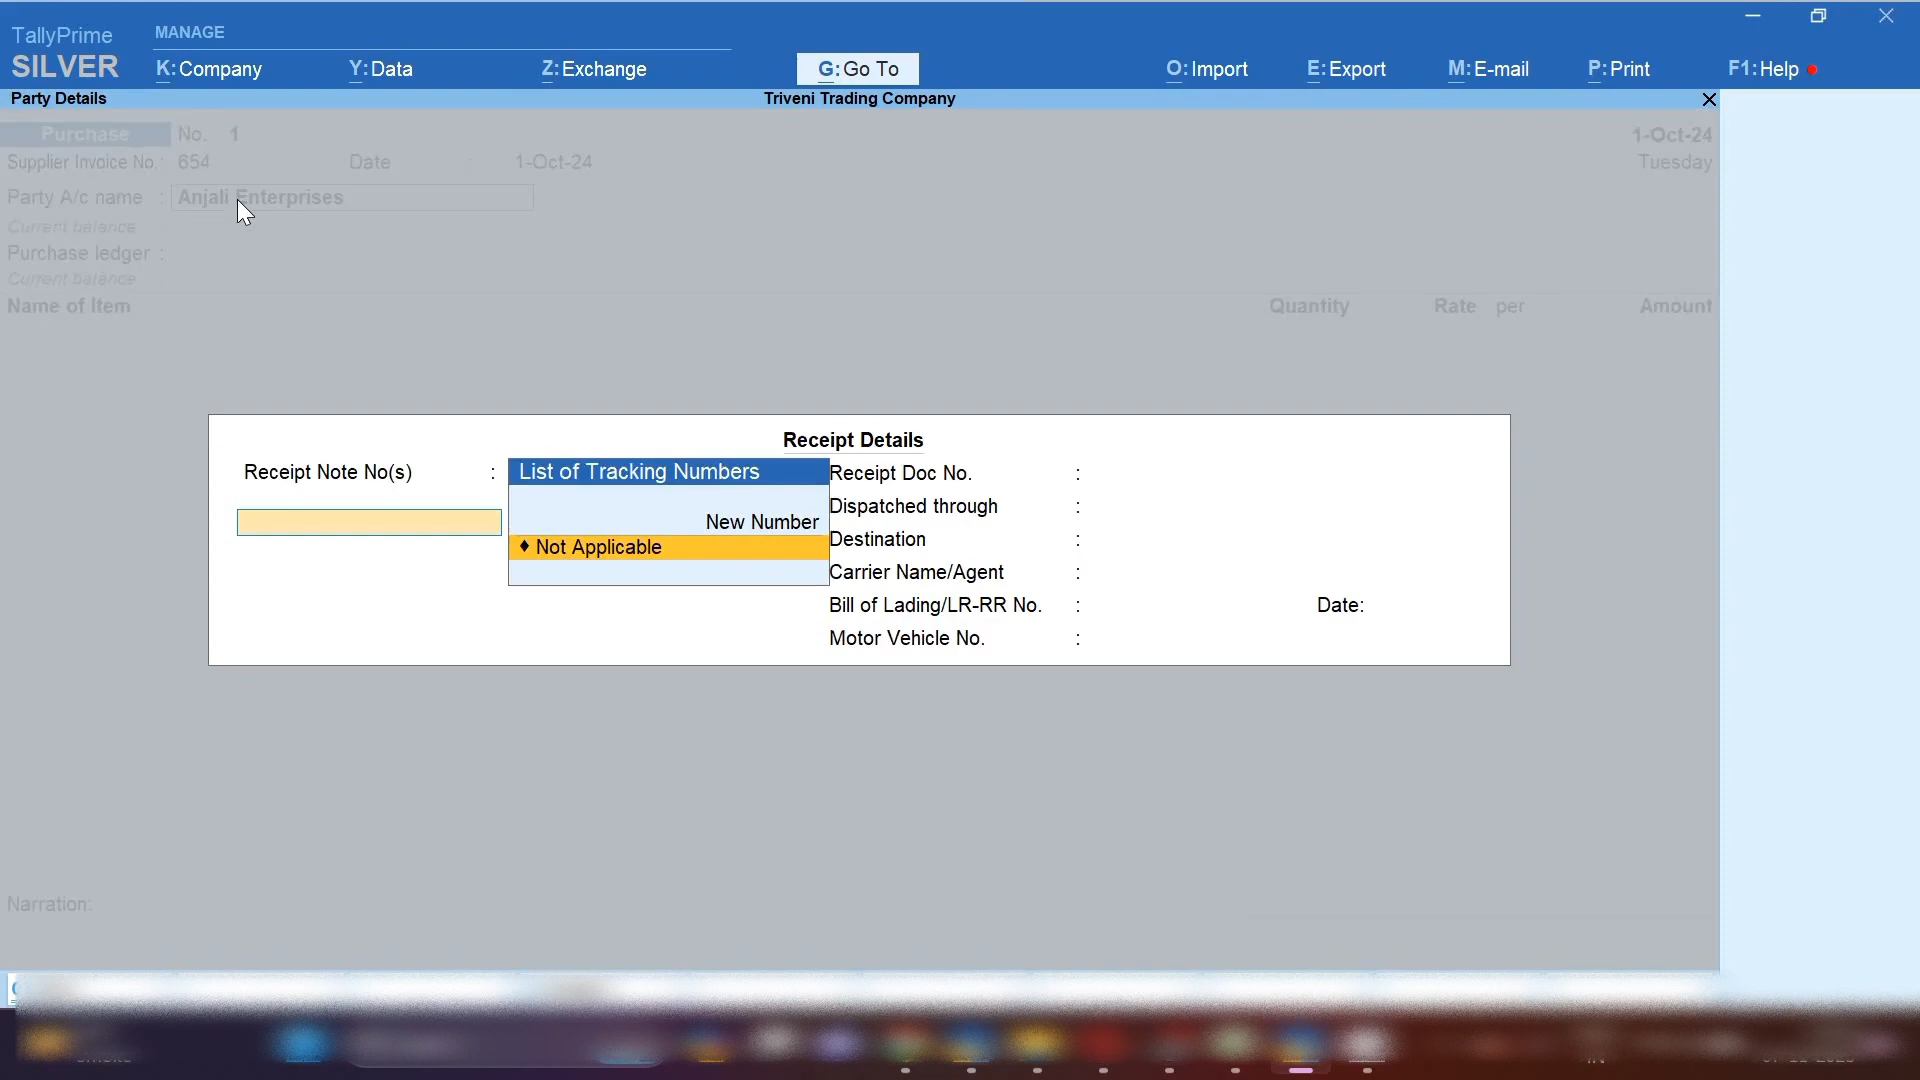 TallyPrime
SILVER
MANAGE
K:Company Y:Data Z:Exchange G:Go To O:Import E:Export M:E-mail P:Print F1:Help
Party Details Triveni Trading Company
Purchase No. 1 1-Oct-24
Supplier Invoice No.: 654 Date : 1-Oct-24 Tuesday
Party A/c name : Anjali Enterprises
Current balance
Purchase ledger :
Current balance
Name of Item Quantity Rate per Amount
Receipt Details
Receipt Note No(s) :
List of Tracking Numbers
New Number
♦ Not Applicable
Receipt Doc No. :
Dispatched through :
Destination :
Carrier Name/Agent :
Bill of Lading/LR-RR No. : Date:
Motor Vehicle No. :
Narration: